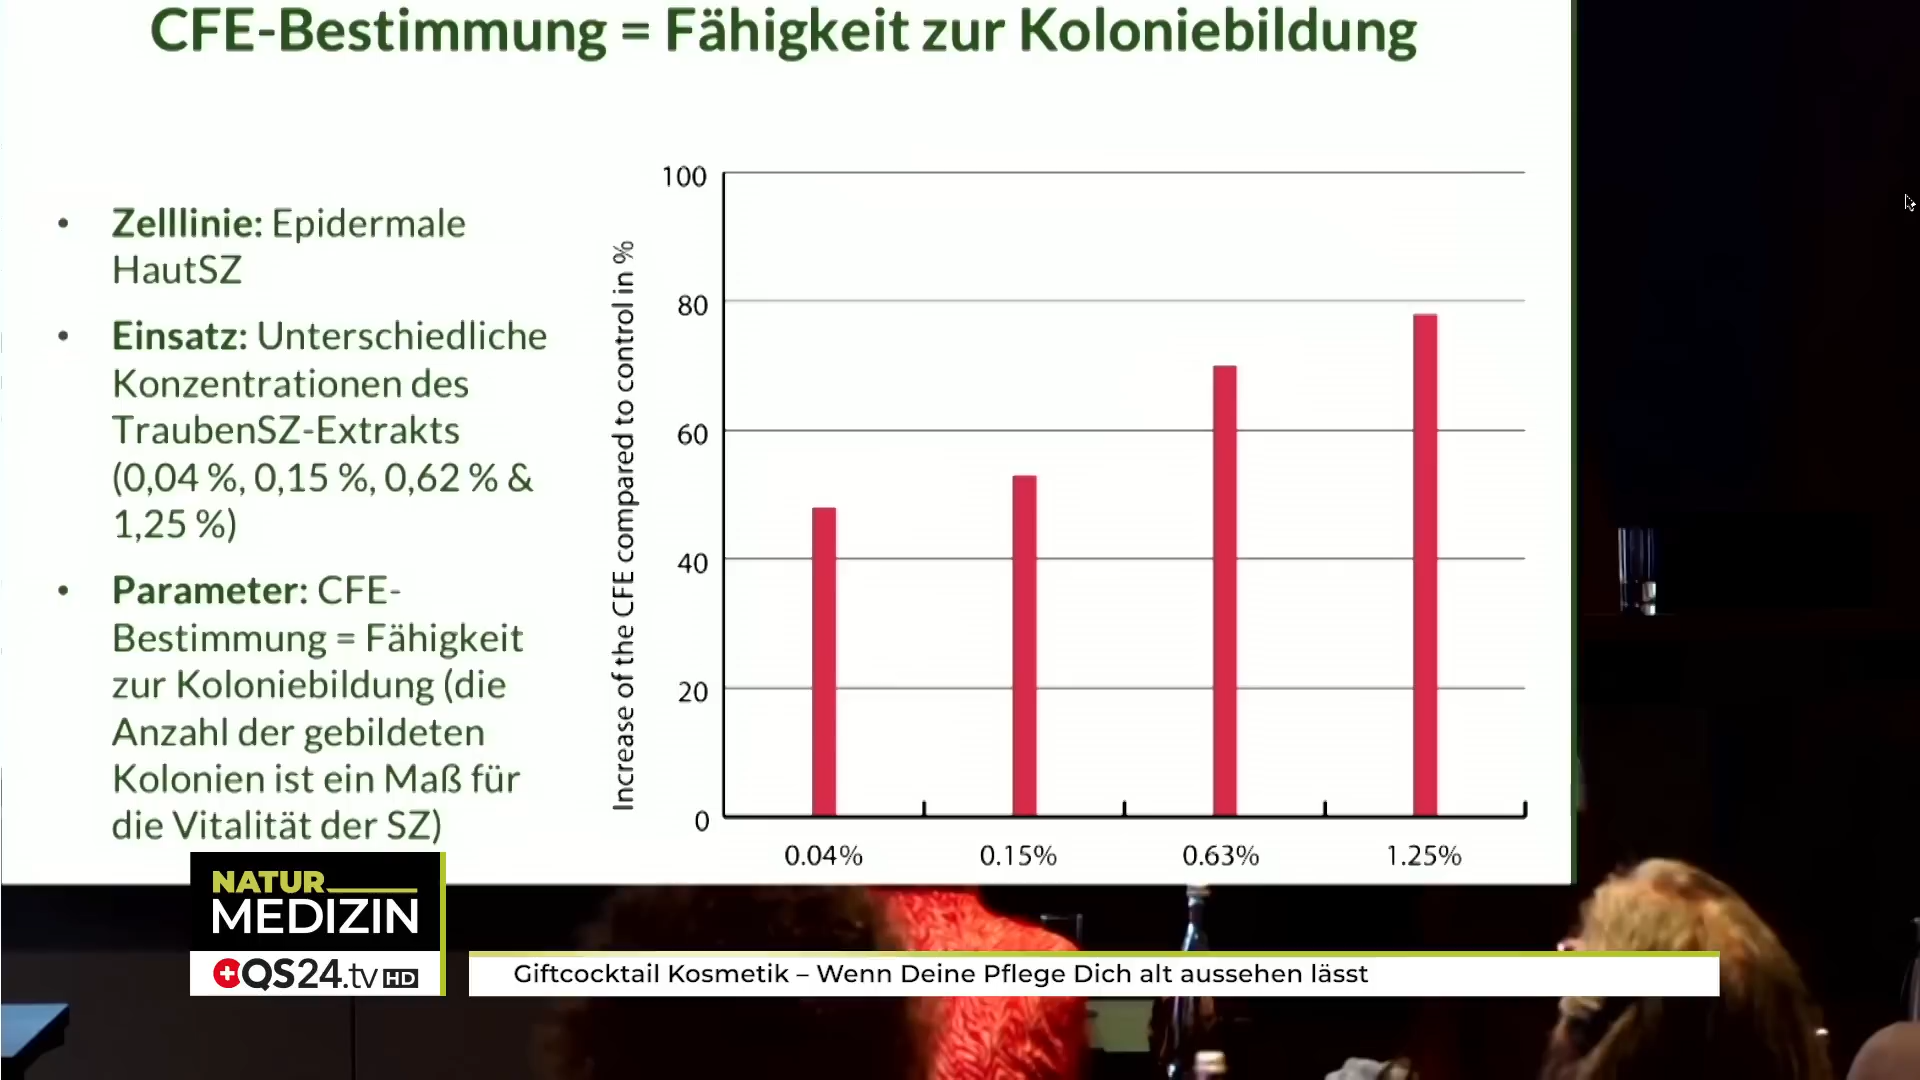 CFE-Bestimmung = Fähigkeit zur Koloniebildung
• Zelllinie: Epidermale
HautSZ
• Einsatz: Unterschiedliche
Konzentrationen des
TraubenSZ-Extrakts
(0,04 %, 0,15 %, 0,62 % &
1,25 %)
• Parameter: CFE-
Bestimmung = Fähigkeit
zur Koloniebildung (die
Anzahl der gebildeten
Kolonien ist ein Maß für
die Vitalität der SZ)
Increase of the CFE compared to control in %
100
80
60
40
20
0
0.04% 0.15% 0.63% 1.25%
NATUR
MEDIZIN
QS24.tv HD
Giftcocktail Kosmetik – Wenn Deine Pflege Dich alt aussehen lässt